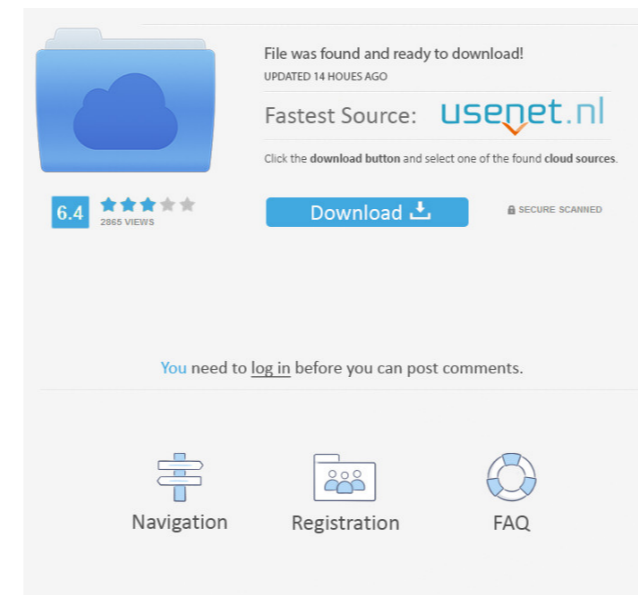 File was found and ready to download!
UPDATED 14 HOUES AGO
Fastest Source: usenet.nl
Click the download button and select one of the found cloud sources.
6.4
2865 VIEWS
Download
SECURE SCANNED
You need to log in before you can post comments.
Navigation
Registration
FAQ